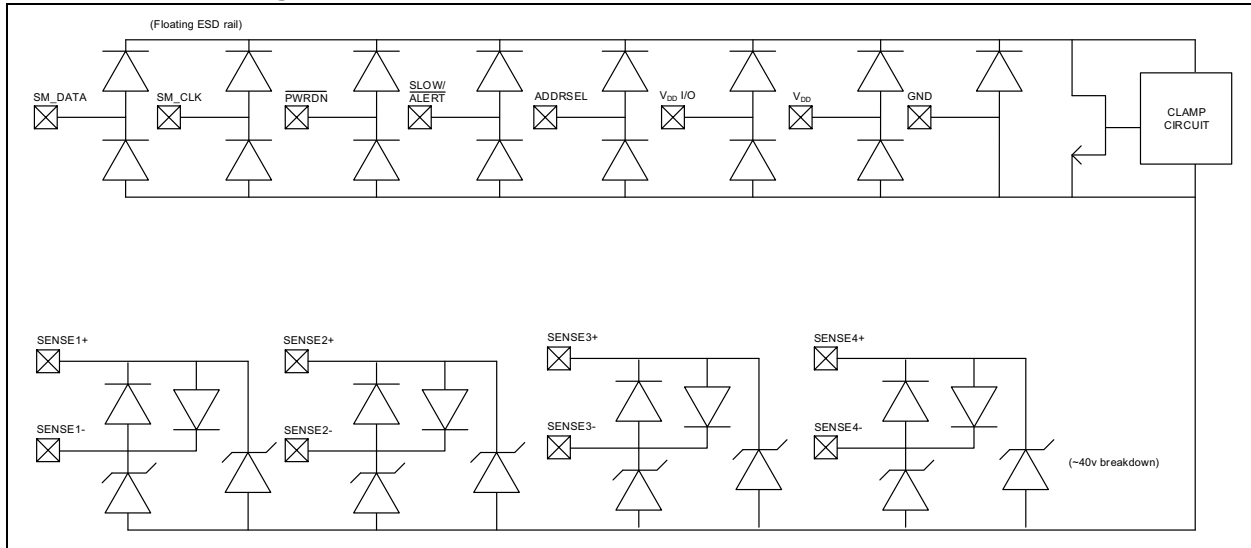 (Floating ESD rail)
SM_DATA
SM_CLK
PWRDN
SLOW/
ALERT
ADDRSEL
VDD I/O
VDD
GND
CLAMP
CIRCUIT
SENSE1+
SENSE2+
SENSE3+
SENSE4+
SENSE1-
SENSE2-
SENSE3-
SENSE4-
(~40v breakdown)